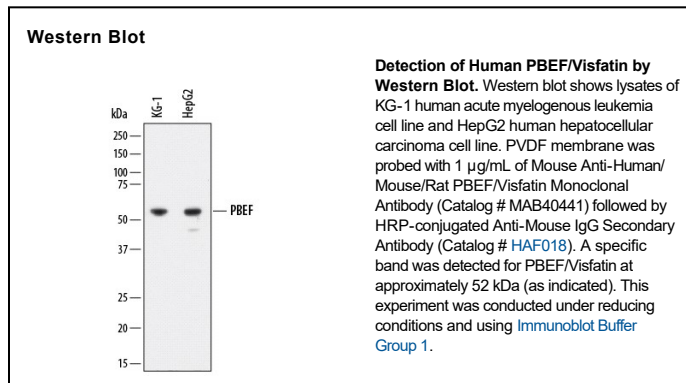 Western Blot
KG-1
HepG2
kDa
250
150
100
75
50
37
25
20
15
PBEF
Detection of Human PBEF/Visfatin by
Western Blot. Western blot shows lysates of
KG-1 human acute myelogenous leukemia
cell line and HepG2 human hepatocellular
carcinoma cell line. PVDF membrane was
probed with 1 µg/mL of Mouse Anti-Human/
Mouse/Rat PBEF/Visfatin Monoclonal
Antibody (Catalog # MAB40441) followed by
HRP-conjugated Anti-Mouse IgG Secondary
Antibody (Catalog # HAF018). A specific
band was detected for PBEF/Visfatin at
approximately 52 kDa (as indicated). This
experiment was conducted under reducing
conditions and using Immunoblot Buffer
Group 1.